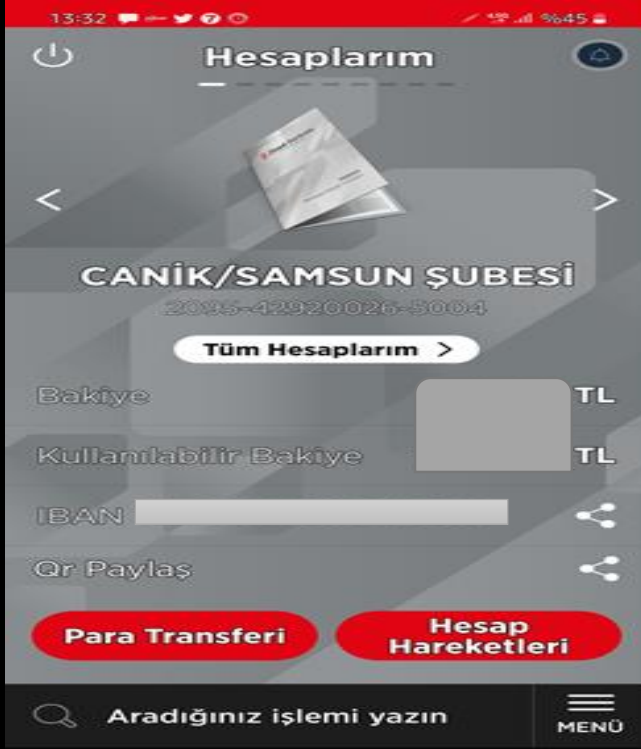 13:32 %45
Hesaplarım
CANİK/SAMSUN ŞUBESİ
2095-42920026-5004
Tüm Hesaplarım >
Bakiye TL
Kullanılabilir Bakiye TL
IBAN
Qr Paylaş
Para Transferi
Hesap
Hareketleri
Aradığınız işlemi yazın
MENÜ